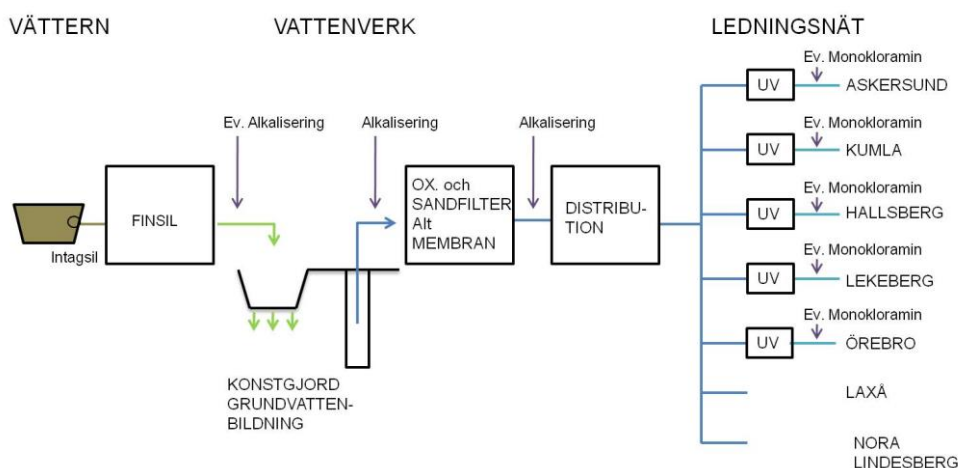 VÄTTERN
VATTENVERK
LEDNINGSNÄT
Intagsil
FINSIL
Ev. Alkalisering
KONSTGJORD
GRUNDVATTEN-
BILDNING
Alkalisering
OX. och
SANDFILTER
Alt
MEMBRAN
Alkalisering
DISTRIBU-
TION
Ev. Monokloramin
UV
ASKERSUND
Ev. Monokloramin
UV
KUMLA
Ev. Monokloramin
UV
HALLSBERG
Ev. Monokloramin
UV
LEKEBERG
Ev. Monokloramin
UV
ÖREBRO
LAXÅ
NORA
LINDESBERG